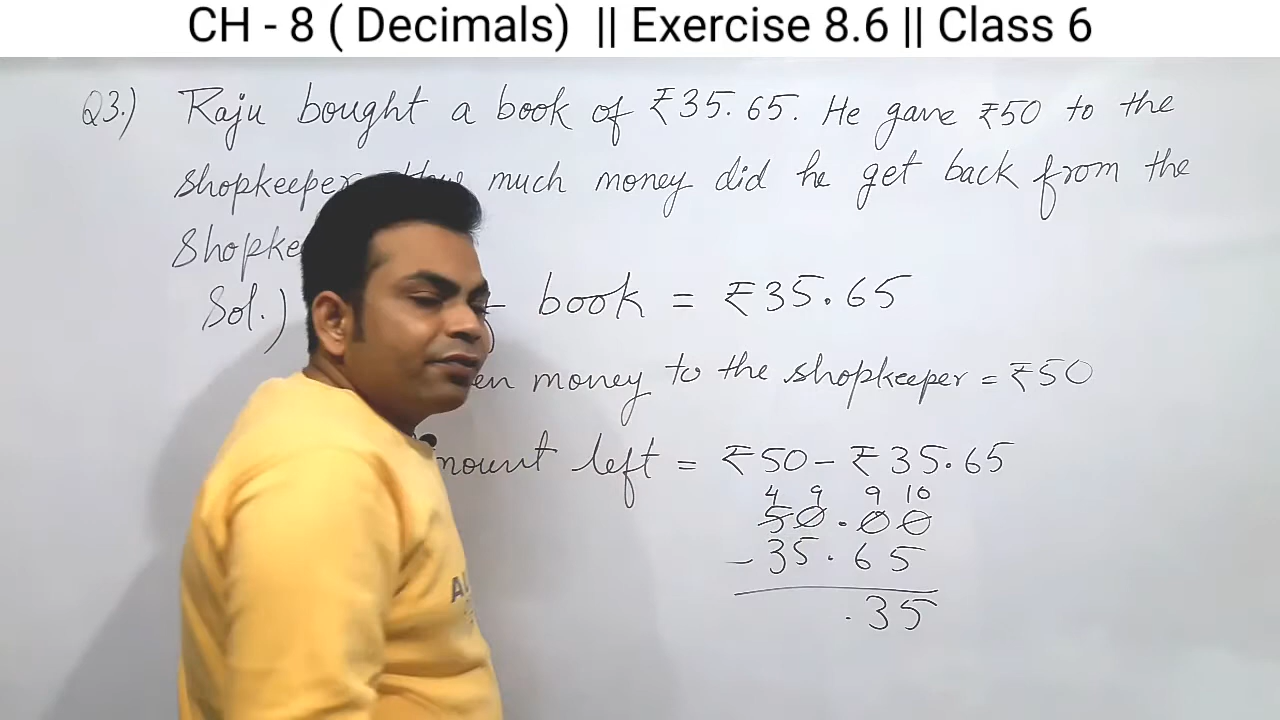 CH - 8 ( Decimals) || Exercise 8.6 || Class 6
Q3.) Raju bought a book of ₹35.65. He gave ₹50 to the
shopkeeper. How much money did he get back from the
Sol.) book = ₹35.65
money to the shopkeeper = ₹50
left = ₹50 - ₹35.65
4 9 9 10
50.00
- 35.65
.35